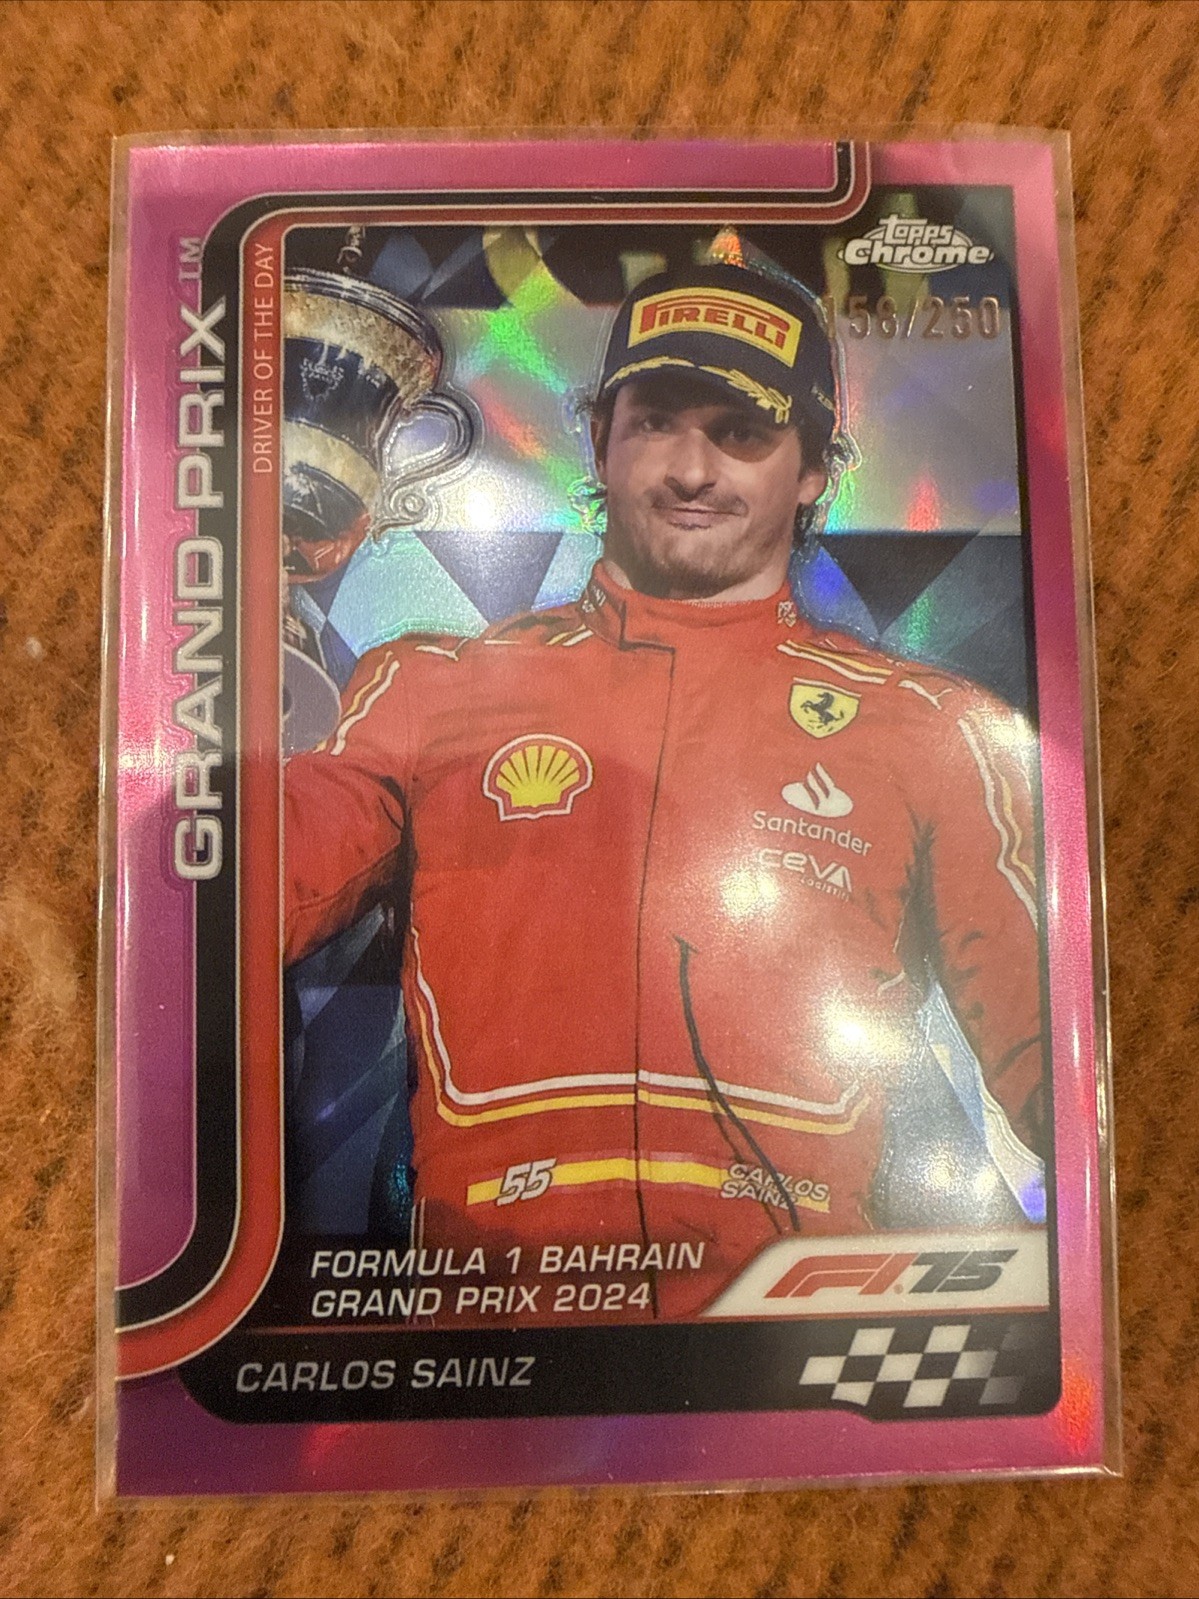 GRAND PRIX™
DRIVER OF THE DAY
topps
Chrome
158/250
PIRELLI
Santander
CEVA
LOGISTICS
55
CARLOS
SAINZ
FORMULA 1 BAHRAIN
GRAND PRIX 2024
F1 75
CARLOS SAINZ